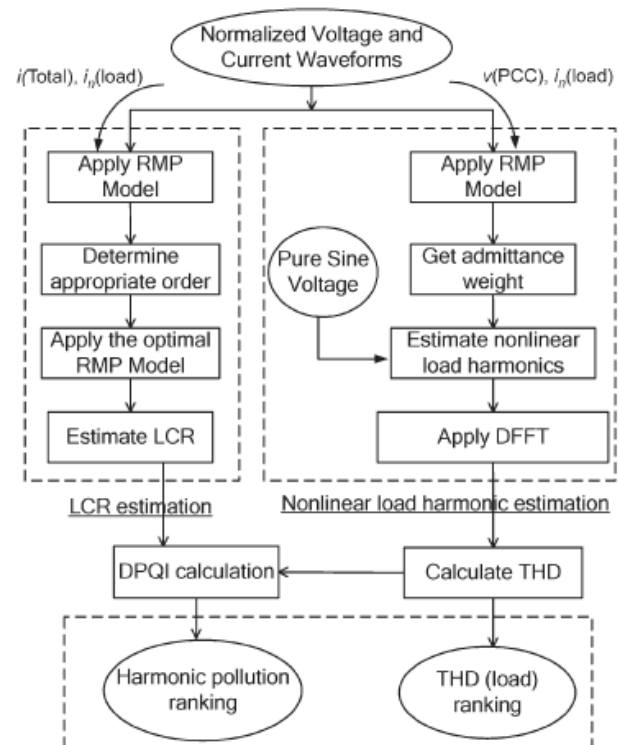 Normalized Voltage and
Current Waveforms
i(Total), iₙ(load)
v(PCC), iₙ(load)
Apply RMP
Model
Determine
appropriate order
Apply the optimal
RMP Model
Estimate LCR
LCR estimation
Apply RMP
Model
Pure Sine
Voltage
Get admittance
weight
Estimate nonlinear
load harmonics
Apply DFFT
Nonlinear load harmonic estimation
DPQI calculation
Calculate THD
Harmonic pollution
ranking
THD (load)
ranking